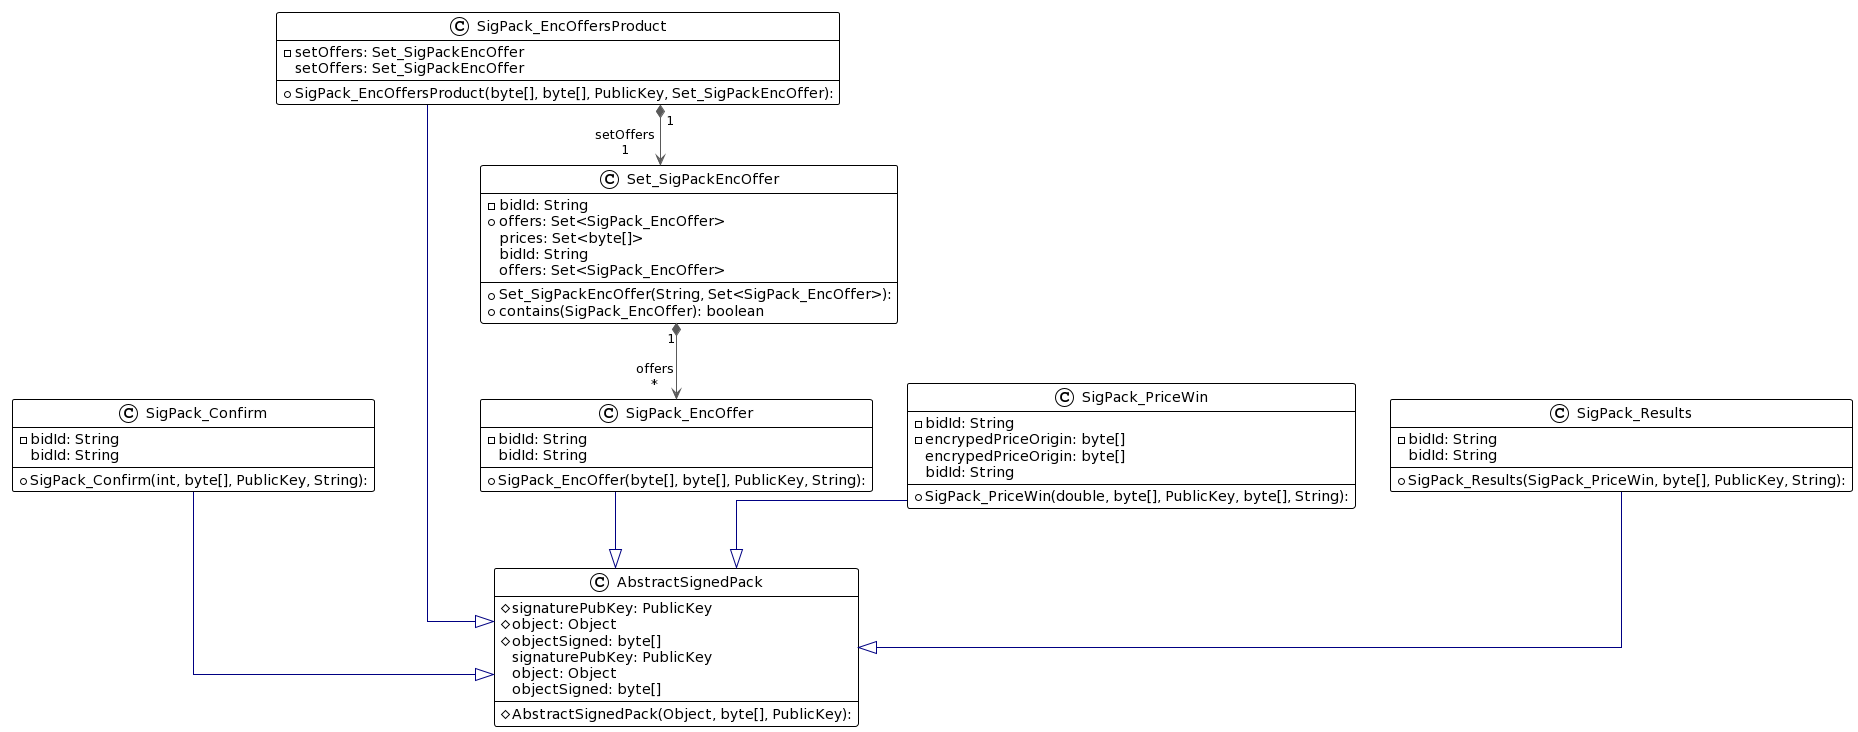 C SigPack_EncOffersProduct
setOffers: Set_SigPackEncOffer
setOffers: Set_SigPackEncOffer
SigPack_EncOffersProduct(byte[], byte[], PublicKey, Set_SigPackEncOffer):
1
setOffers
1
C Set_SigPackEncOffer
bidId: String
offers: Set<SigPack_EncOffer>
prices: Set<byte[]>
bidId: String
offers: Set<SigPack_EncOffer>
Set_SigPackEncOffer(String, Set<SigPack_EncOffer>):
contains(SigPack_EncOffer): boolean
1
offers
*
C SigPack_Confirm
bidId: String
bidId: String
SigPack_Confirm(int, byte[], PublicKey, String):
C SigPack_EncOffer
bidId: String
bidId: String
SigPack_EncOffer(byte[], byte[], PublicKey, String):
C SigPack_PriceWin
bidId: String
encrypedPriceOrigin: byte[]
encrypedPriceOrigin: byte[]
bidId: String
SigPack_PriceWin(double, byte[], PublicKey, byte[], String):
C SigPack_Results
bidId: String
bidId: String
SigPack_Results(SigPack_PriceWin, byte[], PublicKey, String):
C AbstractSignedPack
signaturePubKey: PublicKey
object: Object
objectSigned: byte[]
signaturePubKey: PublicKey
object: Object
objectSigned: byte[]
AbstractSignedPack(Object, byte[], PublicKey):